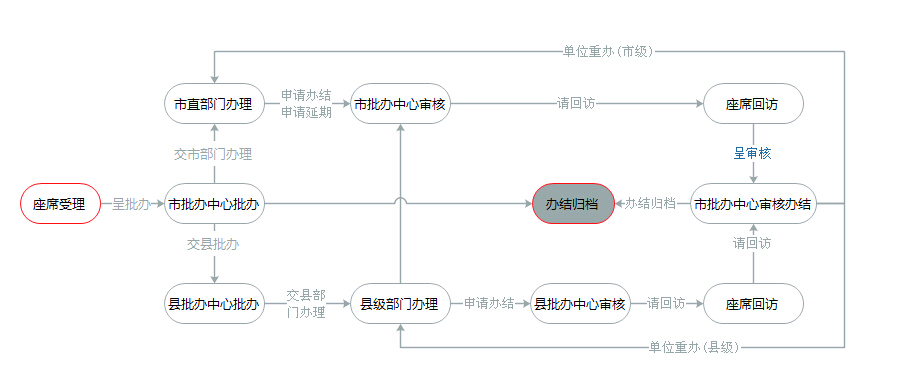 单位重办(市级)
市直部门办理
申请办结
申请延期
市批办中心审核
请回访
座席回访
交市部门办理
呈审核
座席受理
呈批办
市批办中心批办
办结归档
办结归档
市批办中心审核办结
交县批办
请回访
县批办中心批办
交县部
门办理
县级部门办理
申请办结
县批办中心审核
请回访
座席回访
单位重办(县级)